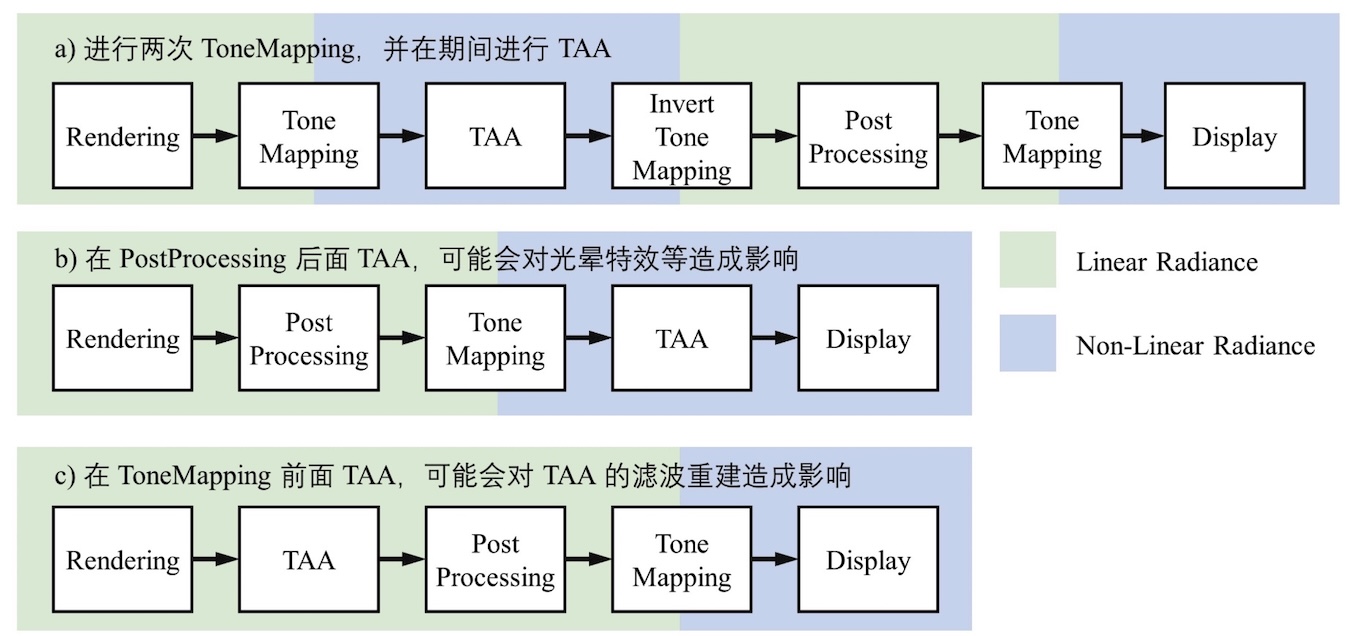 a) 进行两次 ToneMapping，并在期间进行 TAA
Rendering
Tone
Mapping
TAA
Invert
Tone
Mapping
Post
Processing
Tone
Mapping
Display
b) 在 PostProcessing 后面 TAA，可能会对光晕特效等造成影响
Rendering
Post
Processing
Tone
Mapping
TAA
Display
Linear Radiance
Non-Linear Radiance
c) 在 ToneMapping 前面 TAA，可能会对 TAA 的滤波重建造成影响
Rendering
TAA
Post
Processing
Tone
Mapping
Display